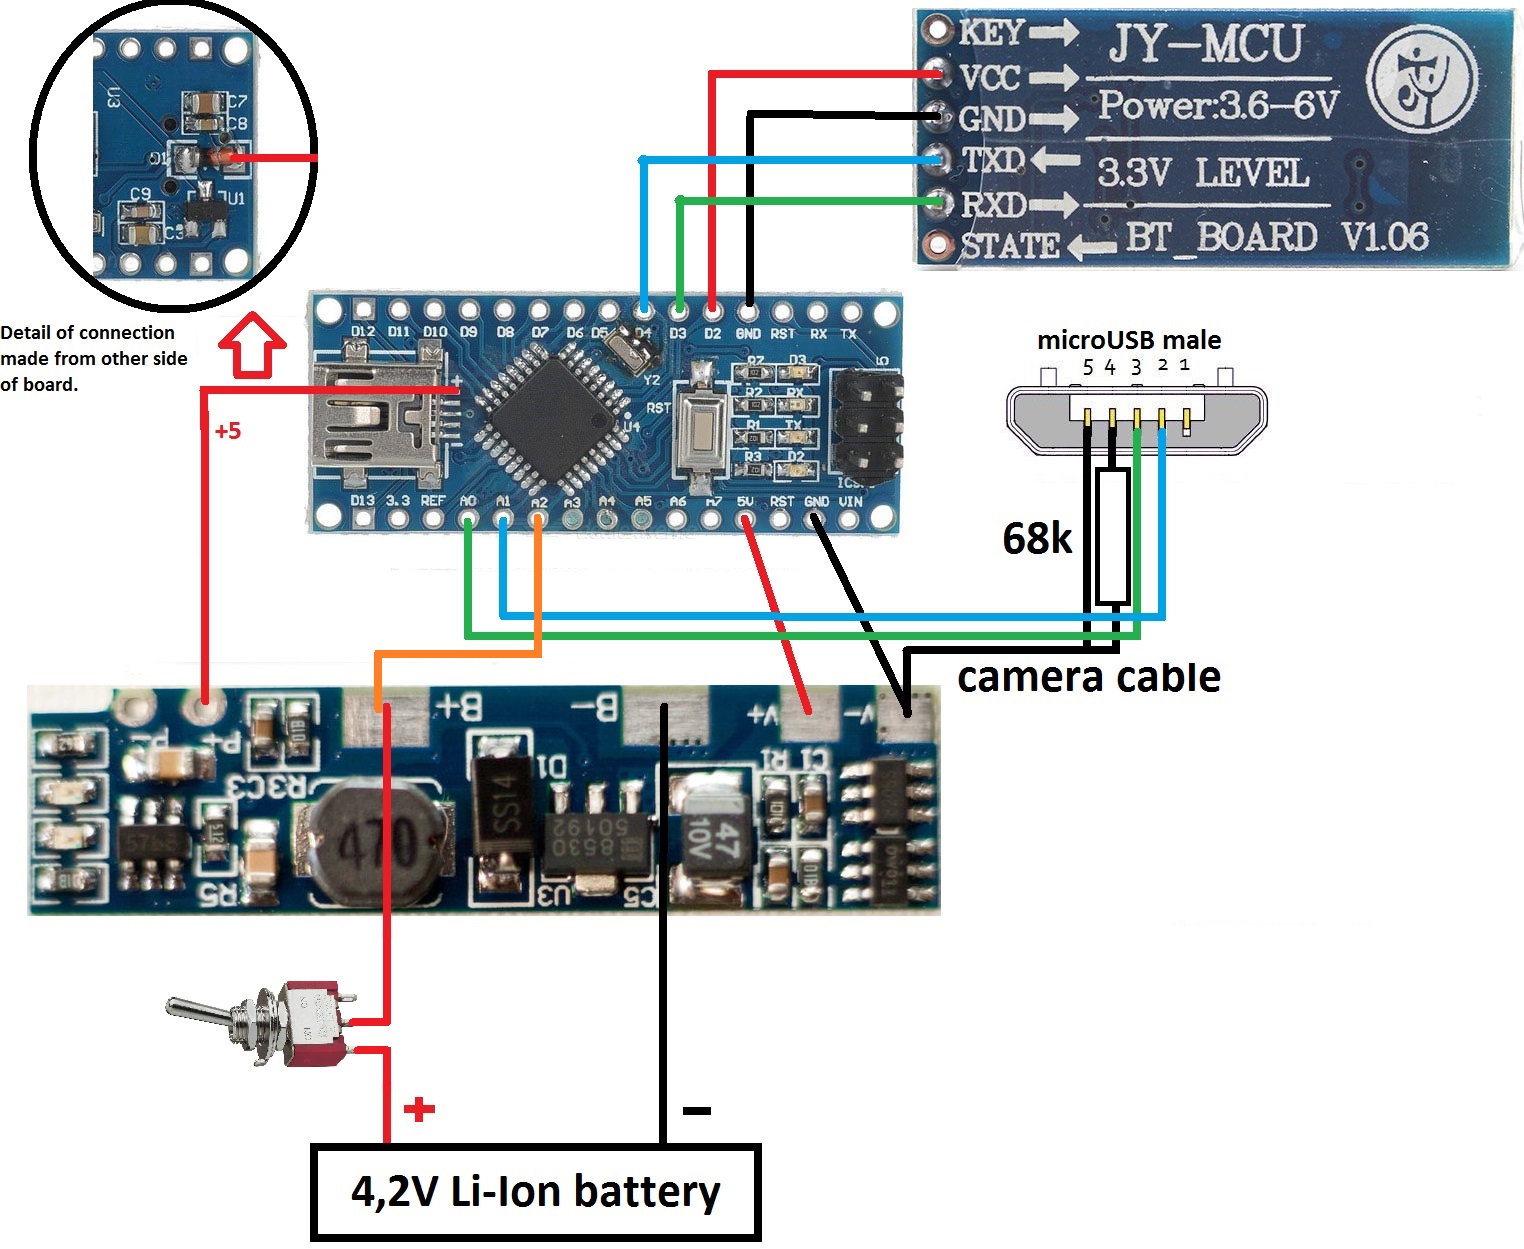 KEY
VCC
GND
TXD
RXD
STATE
JY-MCU
Power:3.6-6V
3.3V LEVEL
BT_BOARD V1.06
U3
C7
C8
D1
C9
U1
Detail of connection
made from other side
of board.
+5
D12 D11 D10 D9 D8 D7 D6 D5 D4 D3 D2 GND RST RX TX
Y2
U4
RST
R7 D3
R2 RX
R1 TX
R3 D2
D13 3.3 REF A0 A1 A2 A3 A4 A5 A6 A7 5V RST GND VIN
microUSB male
5 4 3 2 1
68k
camera cable
P- P+
B+
B-
V+
V-
R3C3
R5
470
D1
SS14
8530
50192
U3
C5
47
10V
R1
C1
+
-
4,2V Li-Ion battery